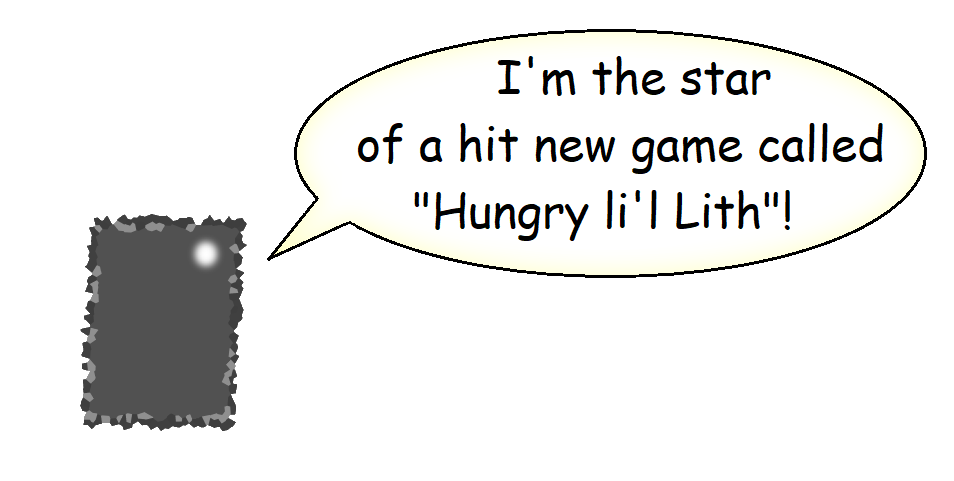 I'm the star
of a hit new game called
"Hungry li'l Lith"!